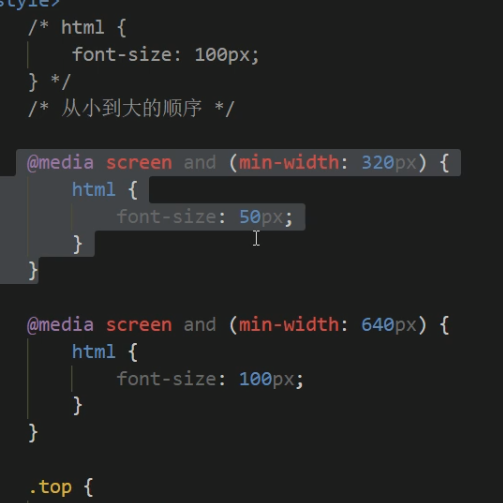 style>
/* html {
font-size: 100px;
} */
/* 从小到大的顺序 */
@media screen and (min-width: 320px) {
html {
font-size: 50px;
}
}
@media screen and (min-width: 640px) {
html {
font-size: 100px;
}
}
.top {